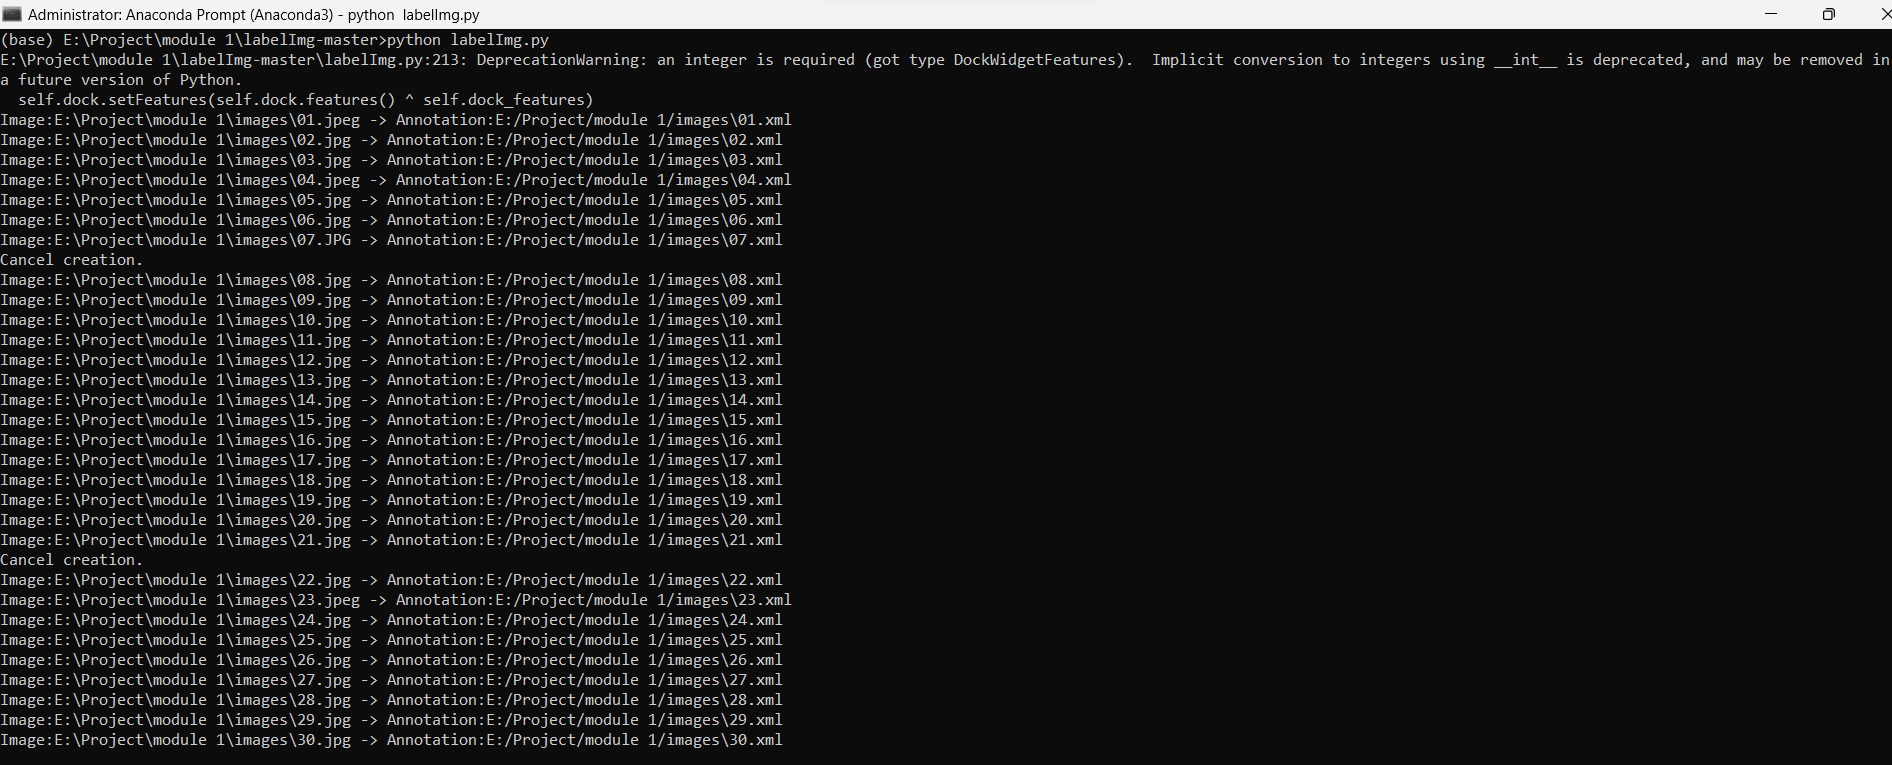 Administrator: Anaconda Prompt (Anaconda3) - python  labelImg.py
(base) E:\Project\module 1\labelImg-master>python labelImg.py
E:\Project\module 1\labelImg-master\labelImg.py:213: DeprecationWarning: an integer is required (got type DockWidgetFeatures).  Implicit conversion to integers using __int__ is deprecated, and may be removed in
a future version of Python.
  self.dock.setFeatures(self.dock.features() ^ self.dock_features)
Image:E:\Project\module 1\images\01.jpeg -> Annotation:E:/Project/module 1/images\01.xml
Image:E:\Project\module 1\images\02.jpg -> Annotation:E:/Project/module 1/images\02.xml
Image:E:\Project\module 1\images\03.jpg -> Annotation:E:/Project/module 1/images\03.xml
Image:E:\Project\module 1\images\04.jpeg -> Annotation:E:/Project/module 1/images\04.xml
Image:E:\Project\module 1\images\05.jpg -> Annotation:E:/Project/module 1/images\05.xml
Image:E:\Project\module 1\images\06.jpg -> Annotation:E:/Project/module 1/images\06.xml
Image:E:\Project\module 1\images\07.JPG -> Annotation:E:/Project/module 1/images\07.xml
Cancel creation.
Image:E:\Project\module 1\images\08.jpg -> Annotation:E:/Project/module 1/images\08.xml
Image:E:\Project\module 1\images\09.jpg -> Annotation:E:/Project/module 1/images\09.xml
Image:E:\Project\module 1\images\10.jpg -> Annotation:E:/Project/module 1/images\10.xml
Image:E:\Project\module 1\images\11.jpg -> Annotation:E:/Project/module 1/images\11.xml
Image:E:\Project\module 1\images\12.jpg -> Annotation:E:/Project/module 1/images\12.xml
Image:E:\Project\module 1\images\13.jpg -> Annotation:E:/Project/module 1/images\13.xml
Image:E:\Project\module 1\images\14.jpg -> Annotation:E:/Project/module 1/images\14.xml
Image:E:\Project\module 1\images\15.jpg -> Annotation:E:/Project/module 1/images\15.xml
Image:E:\Project\module 1\images\16.jpg -> Annotation:E:/Project/module 1/images\16.xml
Image:E:\Project\module 1\images\17.jpg -> Annotation:E:/Project/module 1/images\17.xml
Image:E:\Project\module 1\images\18.jpg -> Annotation:E:/Project/module 1/images\18.xml
Image:E:\Project\module 1\images\19.jpg -> Annotation:E:/Project/module 1/images\19.xml
Image:E:\Project\module 1\images\20.jpg -> Annotation:E:/Project/module 1/images\20.xml
Image:E:\Project\module 1\images\21.jpg -> Annotation:E:/Project/module 1/images\21.xml
Cancel creation.
Image:E:\Project\module 1\images\22.jpg -> Annotation:E:/Project/module 1/images\22.xml
Image:E:\Project\module 1\images\23.jpeg -> Annotation:E:/Project/module 1/images\23.xml
Image:E:\Project\module 1\images\24.jpg -> Annotation:E:/Project/module 1/images\24.xml
Image:E:\Project\module 1\images\25.jpg -> Annotation:E:/Project/module 1/images\25.xml
Image:E:\Project\module 1\images\26.jpg -> Annotation:E:/Project/module 1/images\26.xml
Image:E:\Project\module 1\images\27.jpg -> Annotation:E:/Project/module 1/images\27.xml
Image:E:\Project\module 1\images\28.jpg -> Annotation:E:/Project/module 1/images\28.xml
Image:E:\Project\module 1\images\29.jpg -> Annotation:E:/Project/module 1/images\29.xml
Image:E:\Project\module 1\images\30.jpg -> Annotation:E:/Project/module 1/images\30.xml